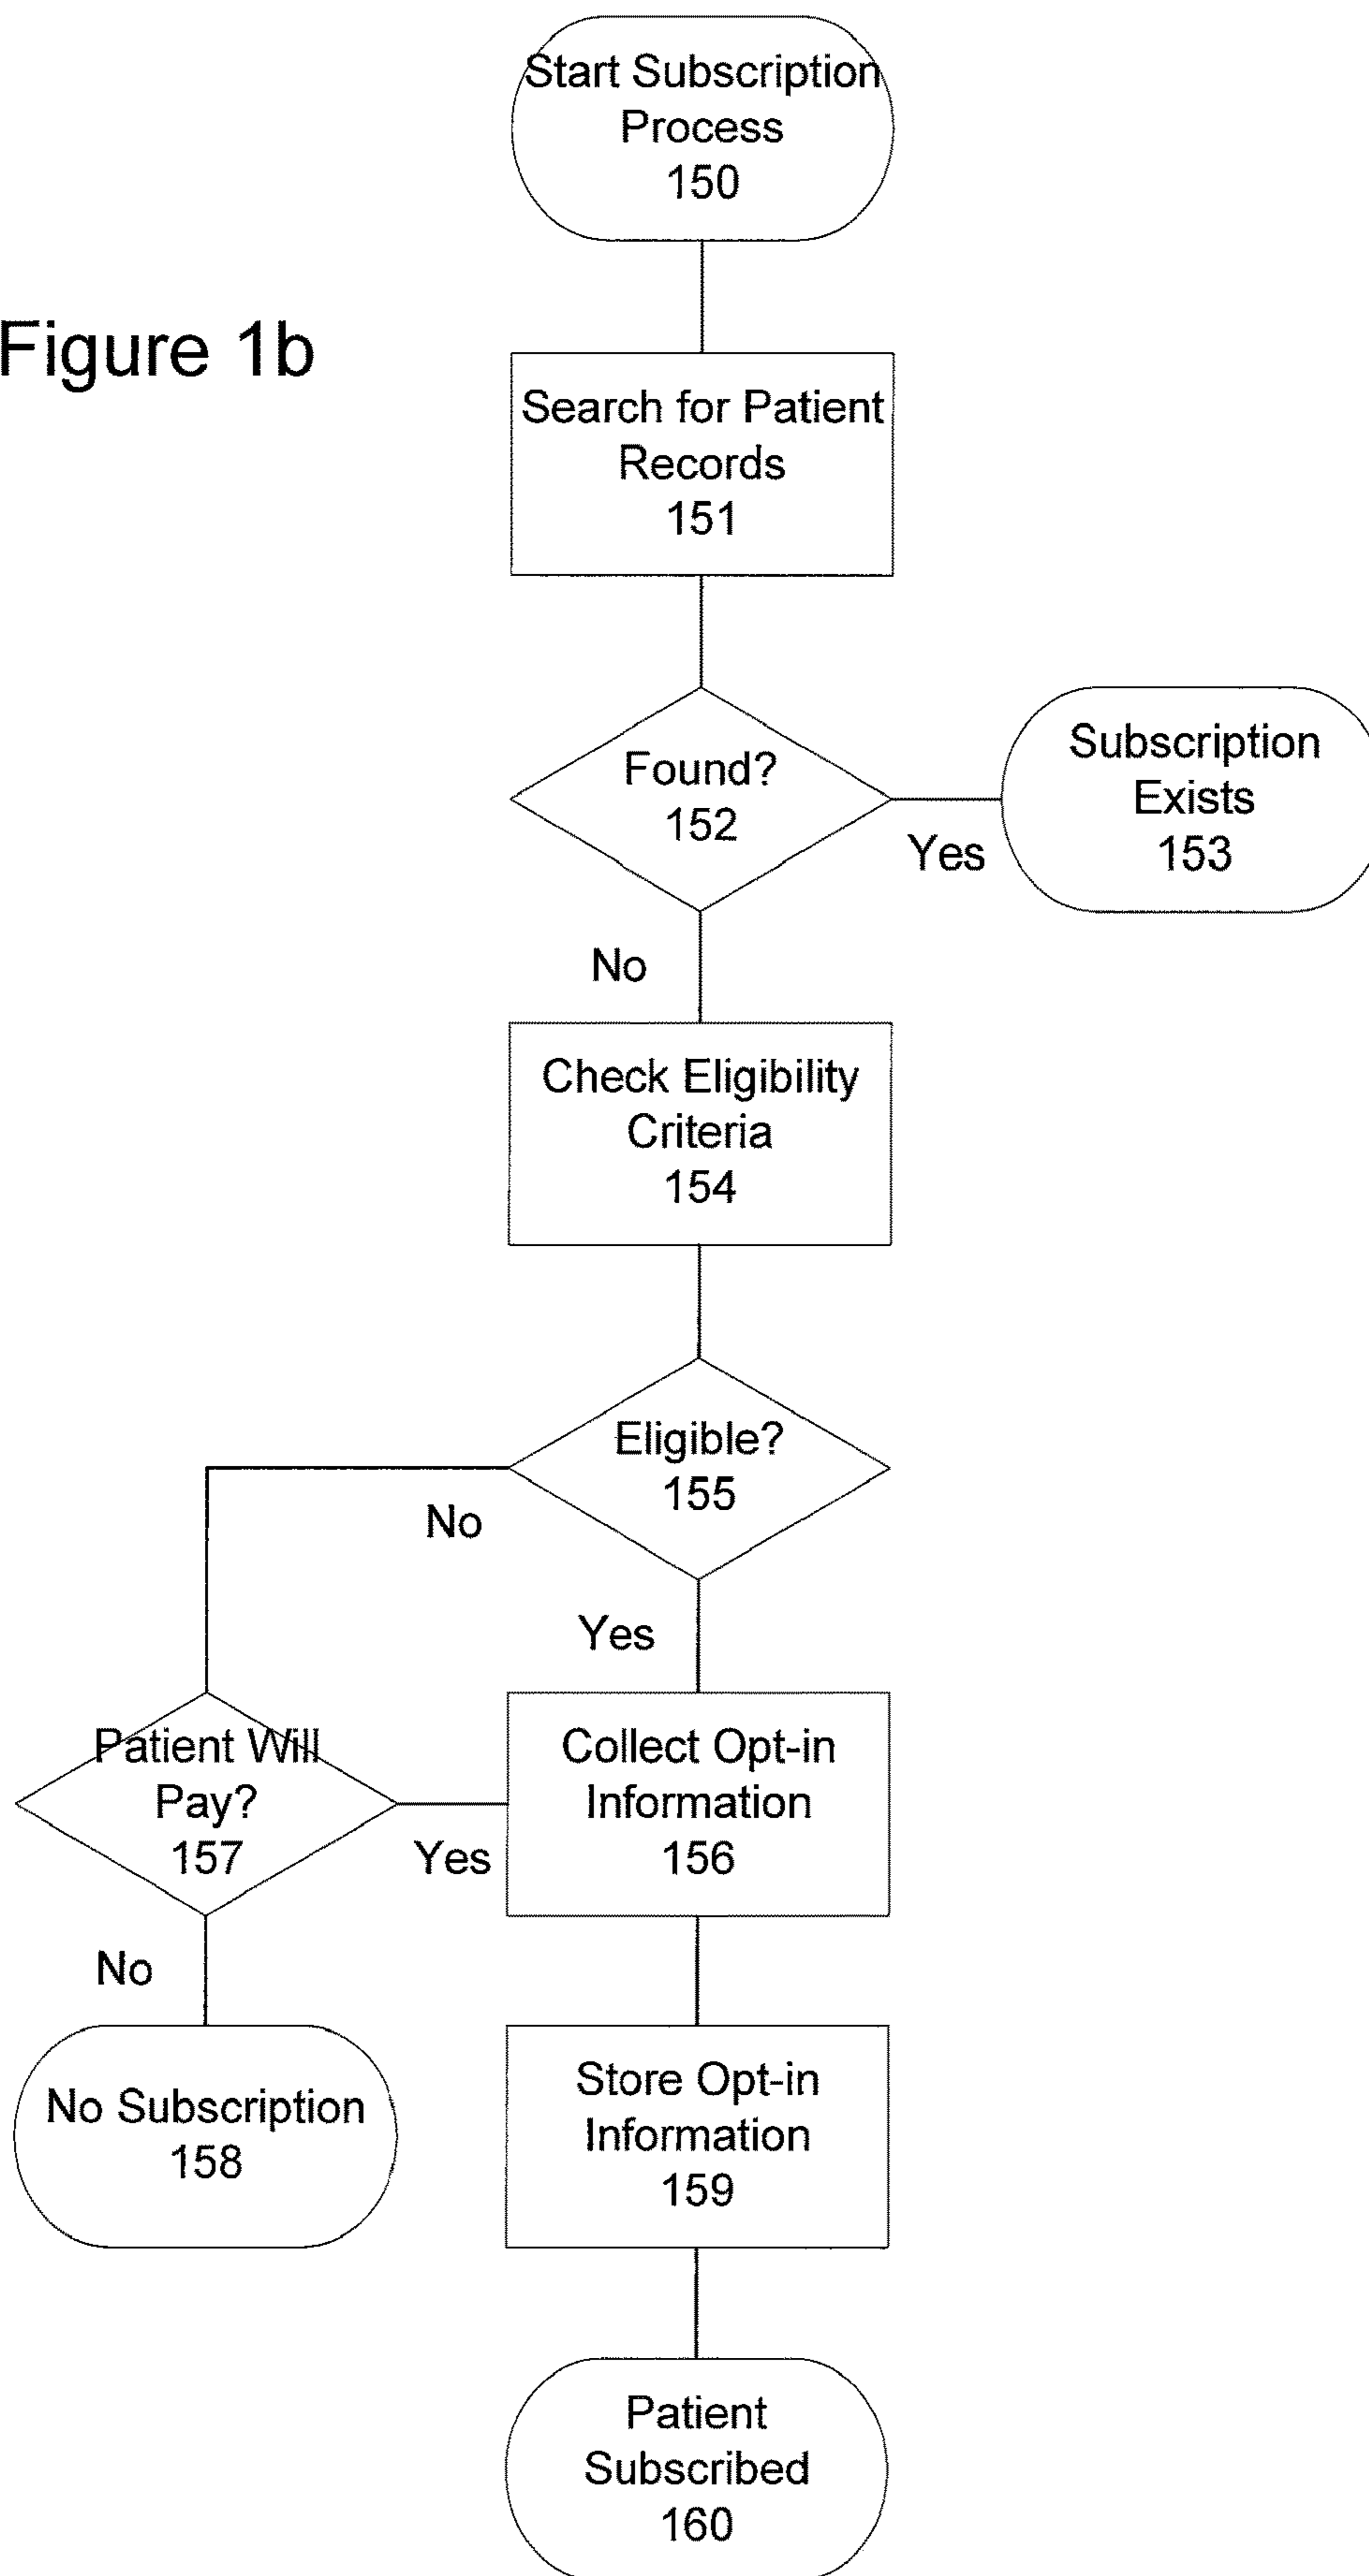 Start Subscription
Process
150
Figure 1b
Search for Patient
Records
151
Found?
152
Yes
Subscription
Exists
153
No
Check Eligibility
Criteria
154
Eligible?
155
No
Yes
Patient Will
Pay?
157
Yes
Collect Opt-in
Information
156
No
No Subscription
158
Store Opt-in
Information
159
Patient
Subscribed
160